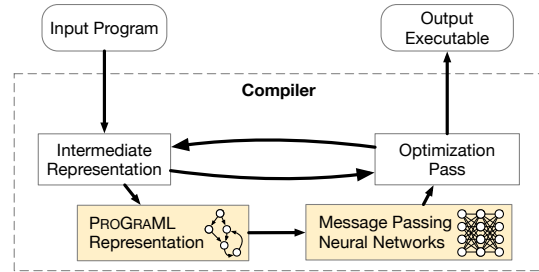 Input Program
Output
Executable
Compiler
Intermediate
Representation
Optimization
Pass
PROGRAML
Representation
Message Passing
Neural Networks